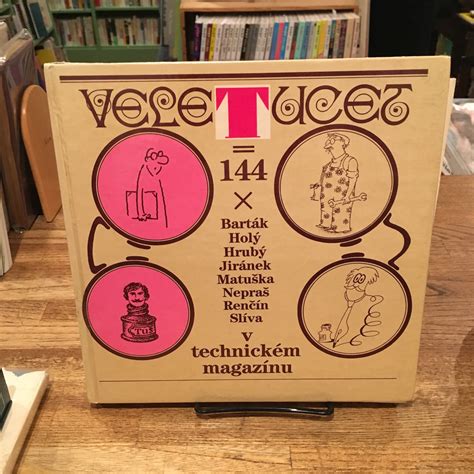 VELETUCET
=
144
×
Barták
Holý
Hrubý
Jiránek
Matuška
Nepraš
Renčín
Slíva
v
technickém
magazínu